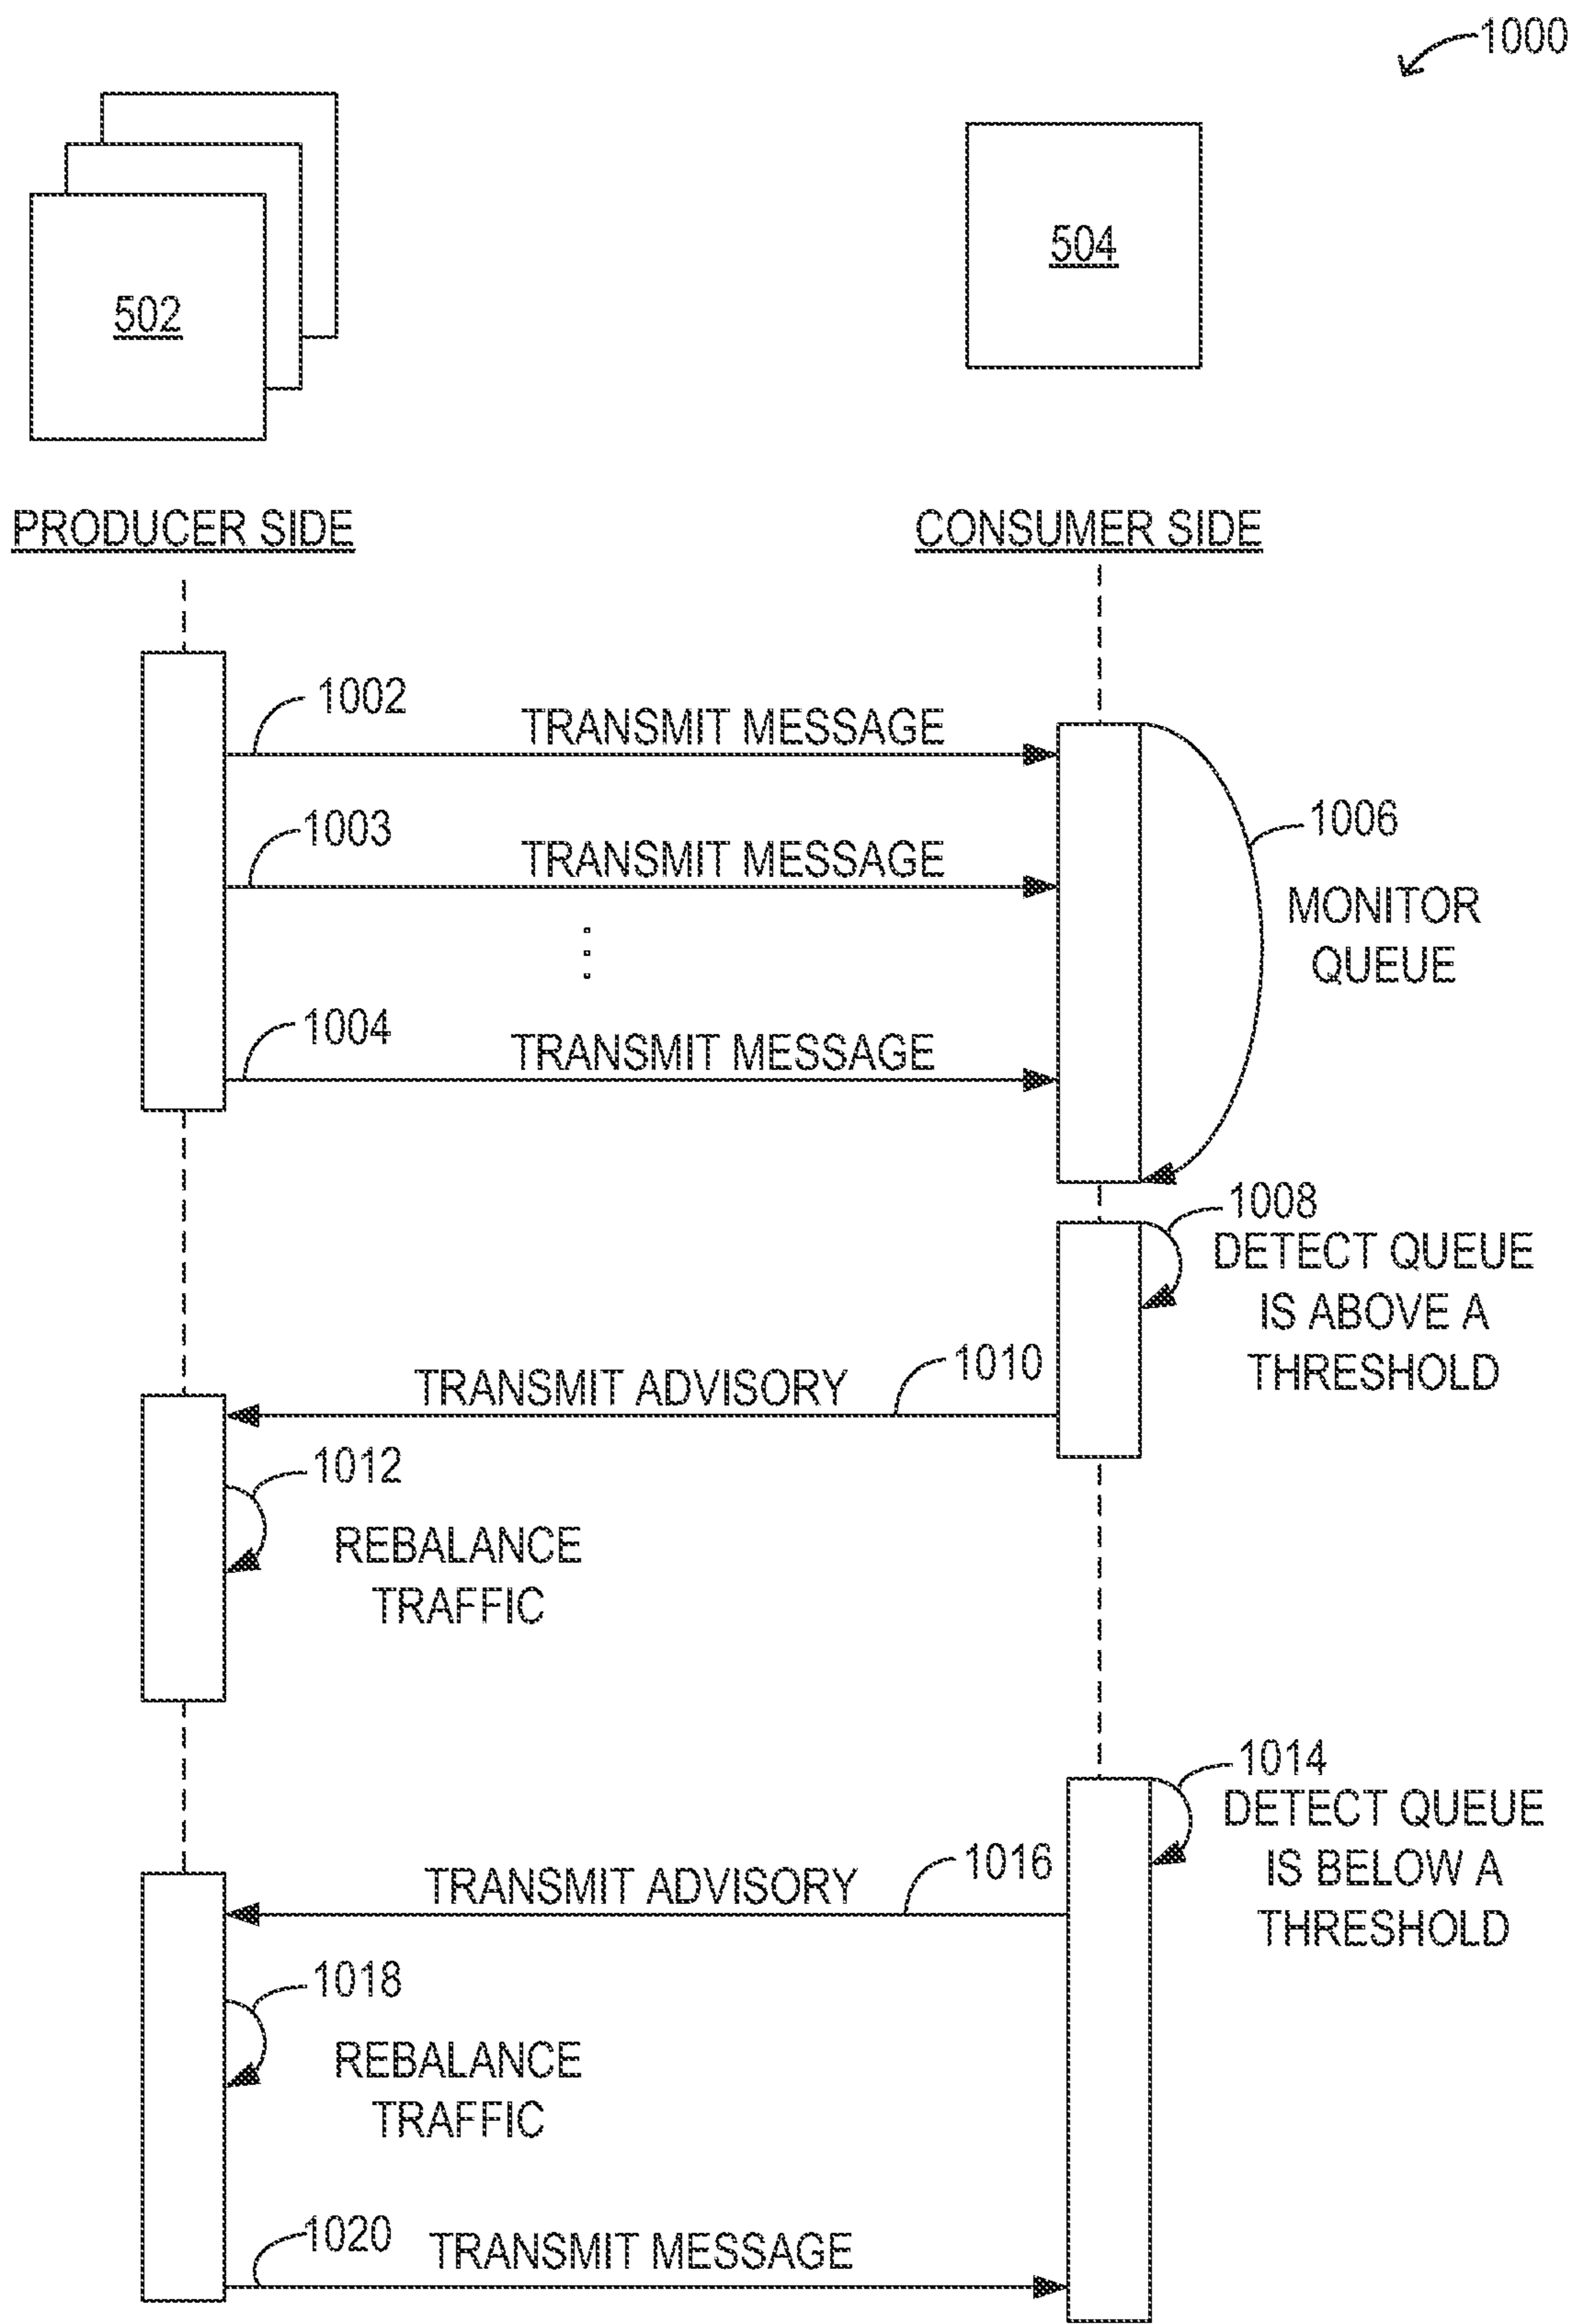 1000
502
504
PRODUCER SIDE
CONSUMER SIDE
1002
TRANSMIT MESSAGE
1003
TRANSMIT MESSAGE
1006
MONITOR
QUEUE
1004
TRANSMIT MESSAGE
1008
DETECT QUEUE
IS ABOVE A
THRESHOLD
1010
TRANSMIT ADVISORY
1012
REBALANCE
TRAFFIC
1014
DETECT QUEUE
IS BELOW A
THRESHOLD
1016
TRANSMIT ADVISORY
1018
REBALANCE
TRAFFIC
1020
TRANSMIT MESSAGE